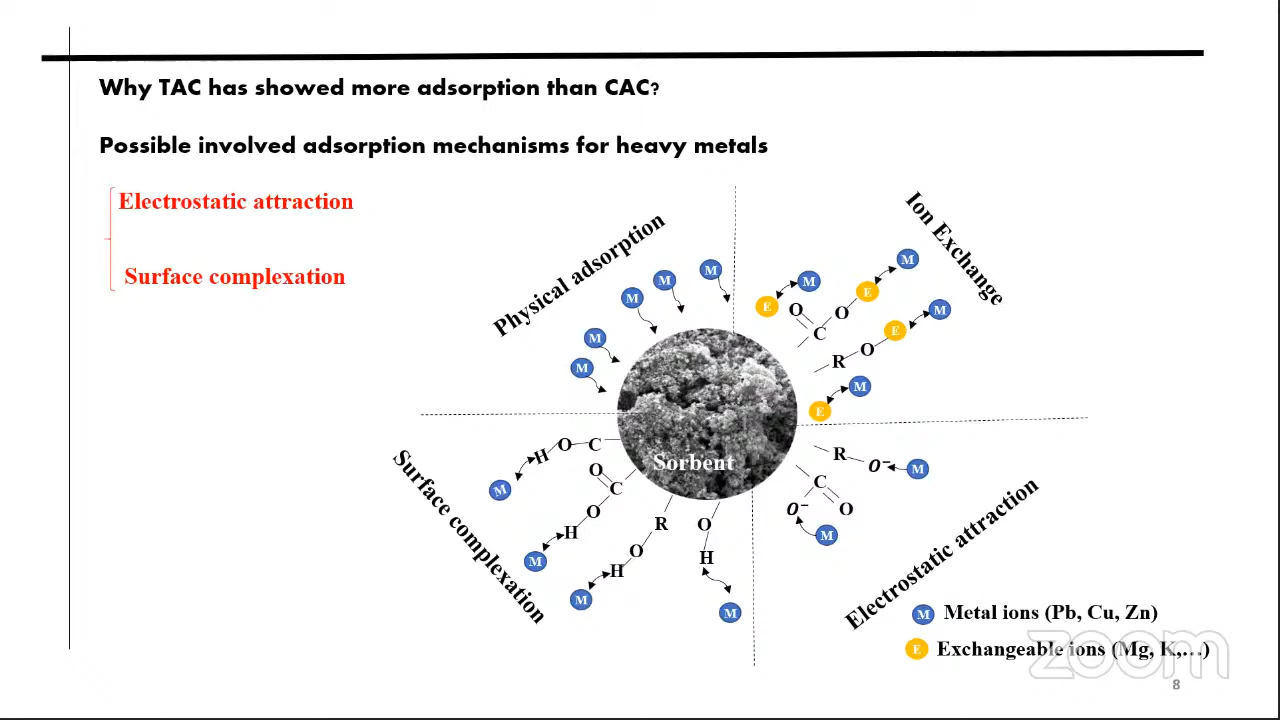 Why TAC has showed more adsorption than CAC?
Possible involved adsorption mechanisms for heavy metals
Electrostatic attraction
Surface complexation
Physical adsorption
M
M
M
M
M
Ion Exchange
E
M
O
C
O
E
M
R
O
E
M
E
M
Sorbent
Surface complexation
C
O
H
M
O
C
O
H
M
R
O
H
M
O
H
M
Electrostatic attraction
R
O−
M
C
O−
O
M
M Metal ions (Pb, Cu, Zn)
E Exchangeable ions (Mg, K,…)
zoom
8